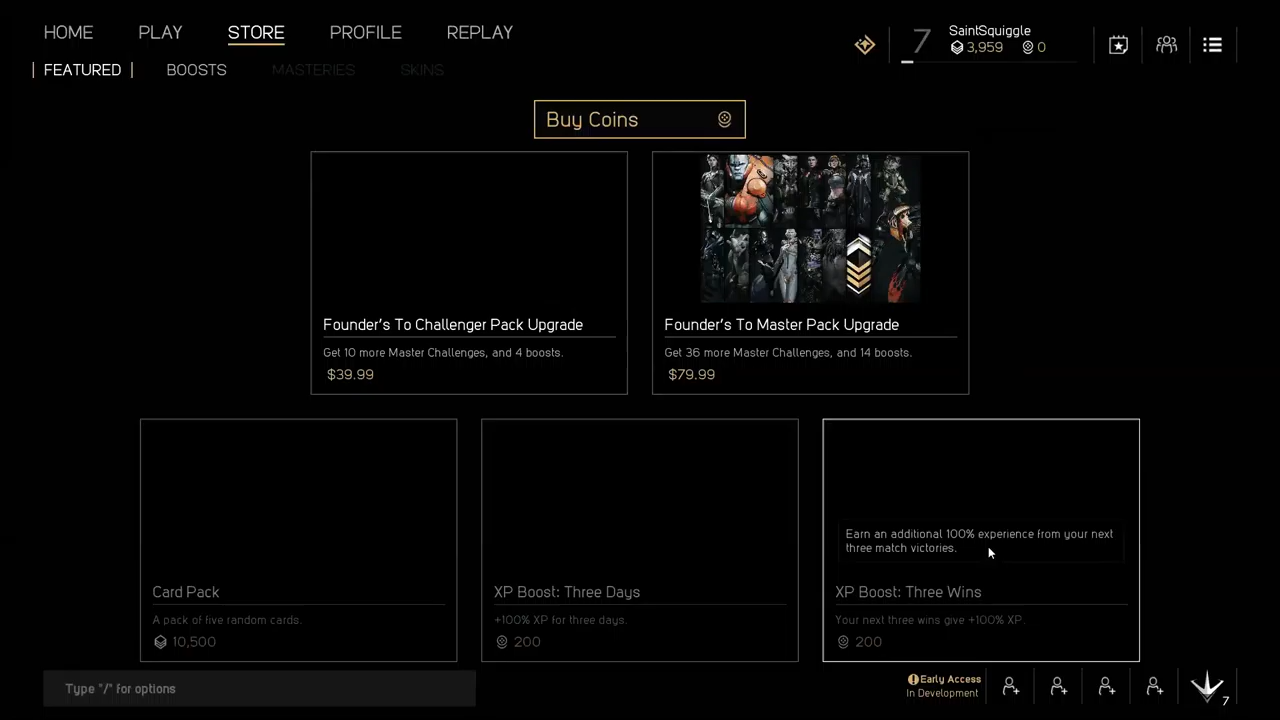 HOME PLAY STORE PROFILE REPLAY
7 SaintSquiggle
3,959 0
FEATURED BOOSTS MASTERIES SKINS
Buy Coins
Founder's To Challenger Pack Upgrade
Get 10 more Master Challenges, and 4 boosts.
$39.99
Founder's To Master Pack Upgrade
Get 36 more Master Challenges, and 14 boosts.
$79.99
Card Pack
A pack of five random cards.
10,500
XP Boost: Three Days
+100% XP for three days.
200
Earn an additional 100% experience from your next
three match victories.
XP Boost: Three Wins
Your next three wins give +100% XP.
200
Type "/" for options
Early Access
In Development
7